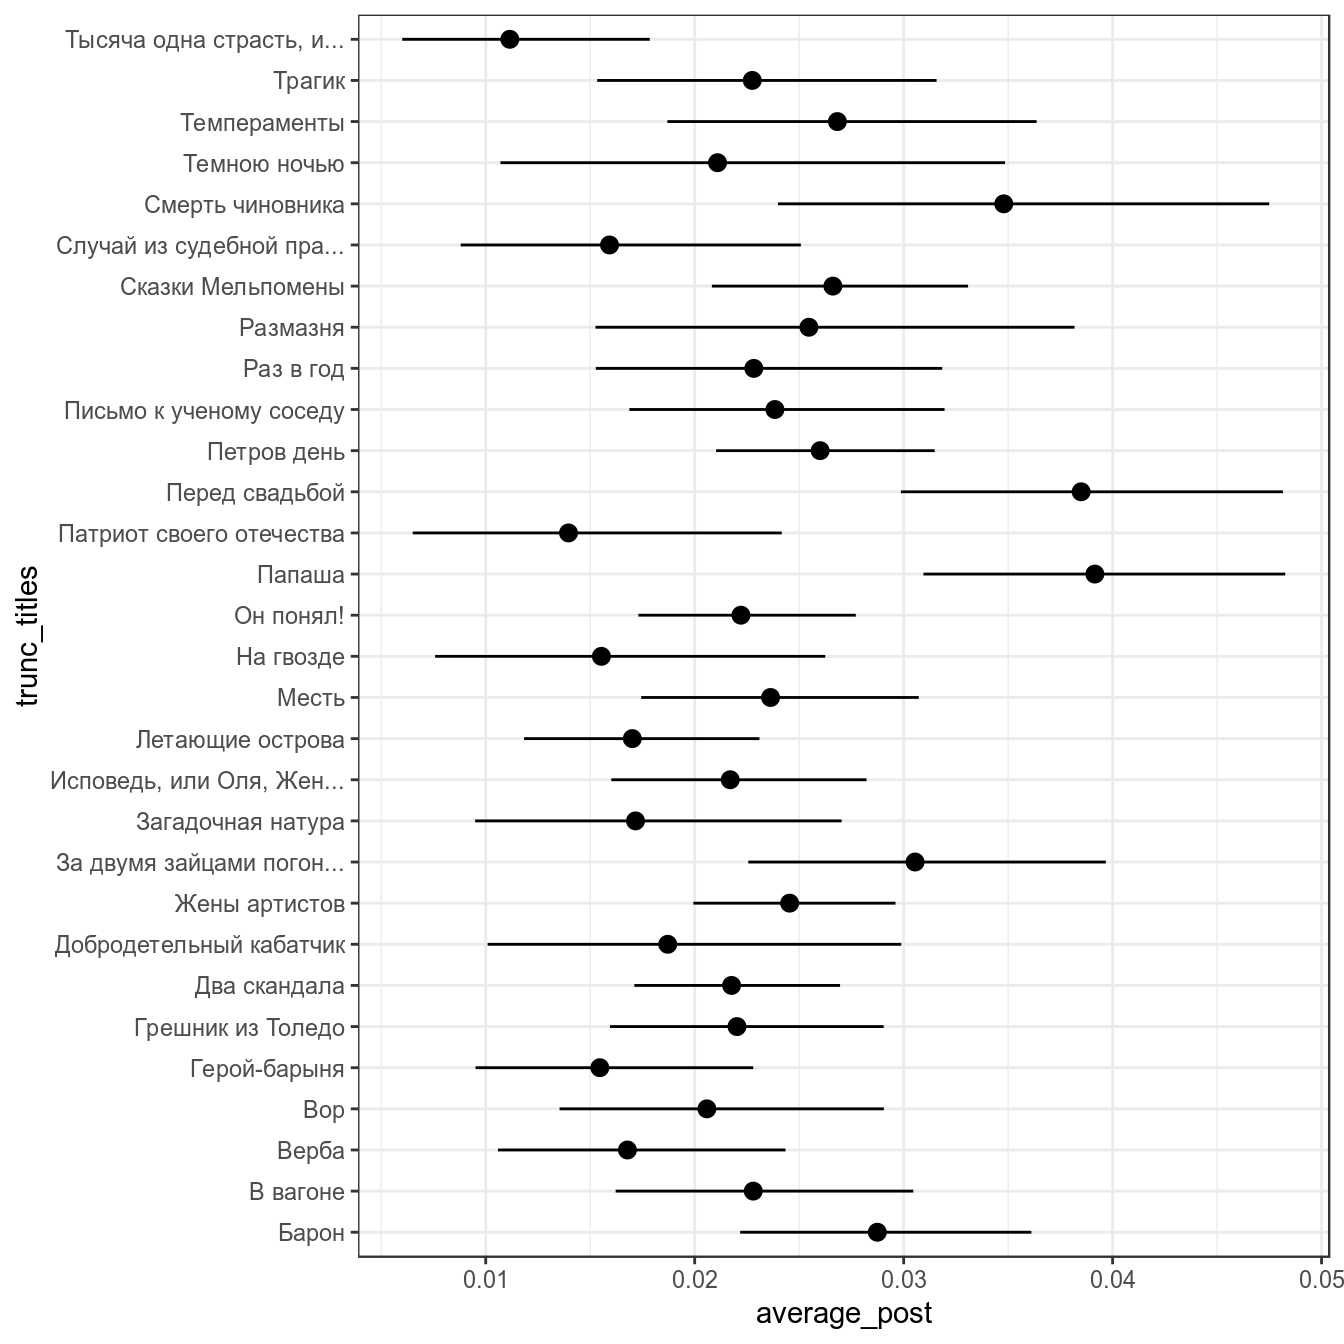 Тысяча одна страсть, и...
Трагик
Темпераменты
Темною ночью
Смерть чиновника
Случай из судебной пра...
Сказки Мельпомены
Размазня
Раз в год
Письмо к ученому соседу
Петров день
Перед свадьбой
Патриот своего отечества
Папаша
Он понял!
На гвозде
Месть
Летающие острова
Исповедь, или Оля, Жен...
Загадочная натура
За двумя зайцами погон...
Жены артистов
Добродетельный кабатчик
Два скандала
Грешник из Толедо
Герой-барыня
Вор
Верба
В вагоне
Барон
trunc_titles
0.01 0.02 0.03 0.04 0.05
average_post